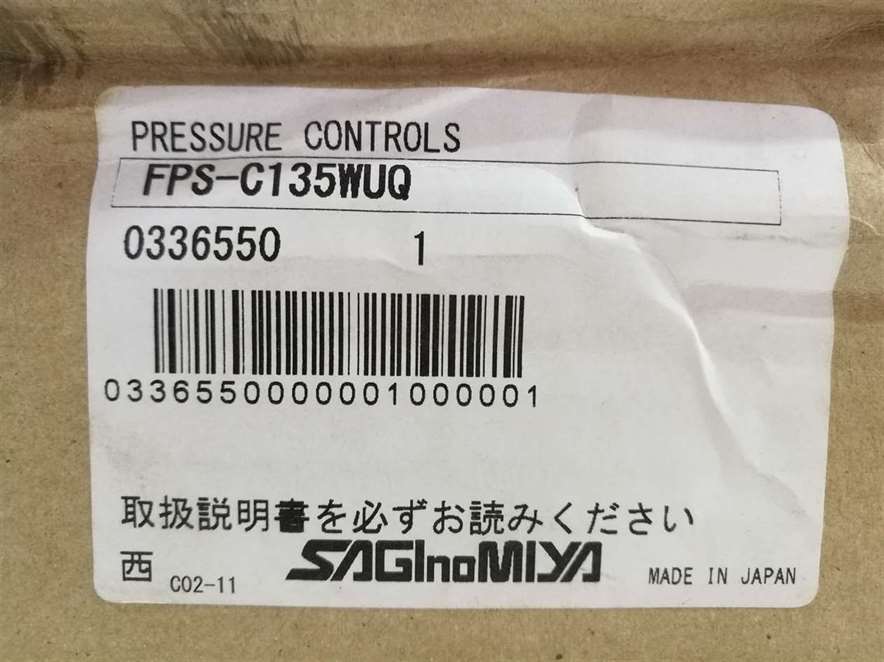 PRESSURE CONTROLS
FPS-C135WUQ
0336550 1
0336550000001000001
取扱説明書を必ずお読みください
西 C02-11 SAGInoMIYA MADE IN JAPAN